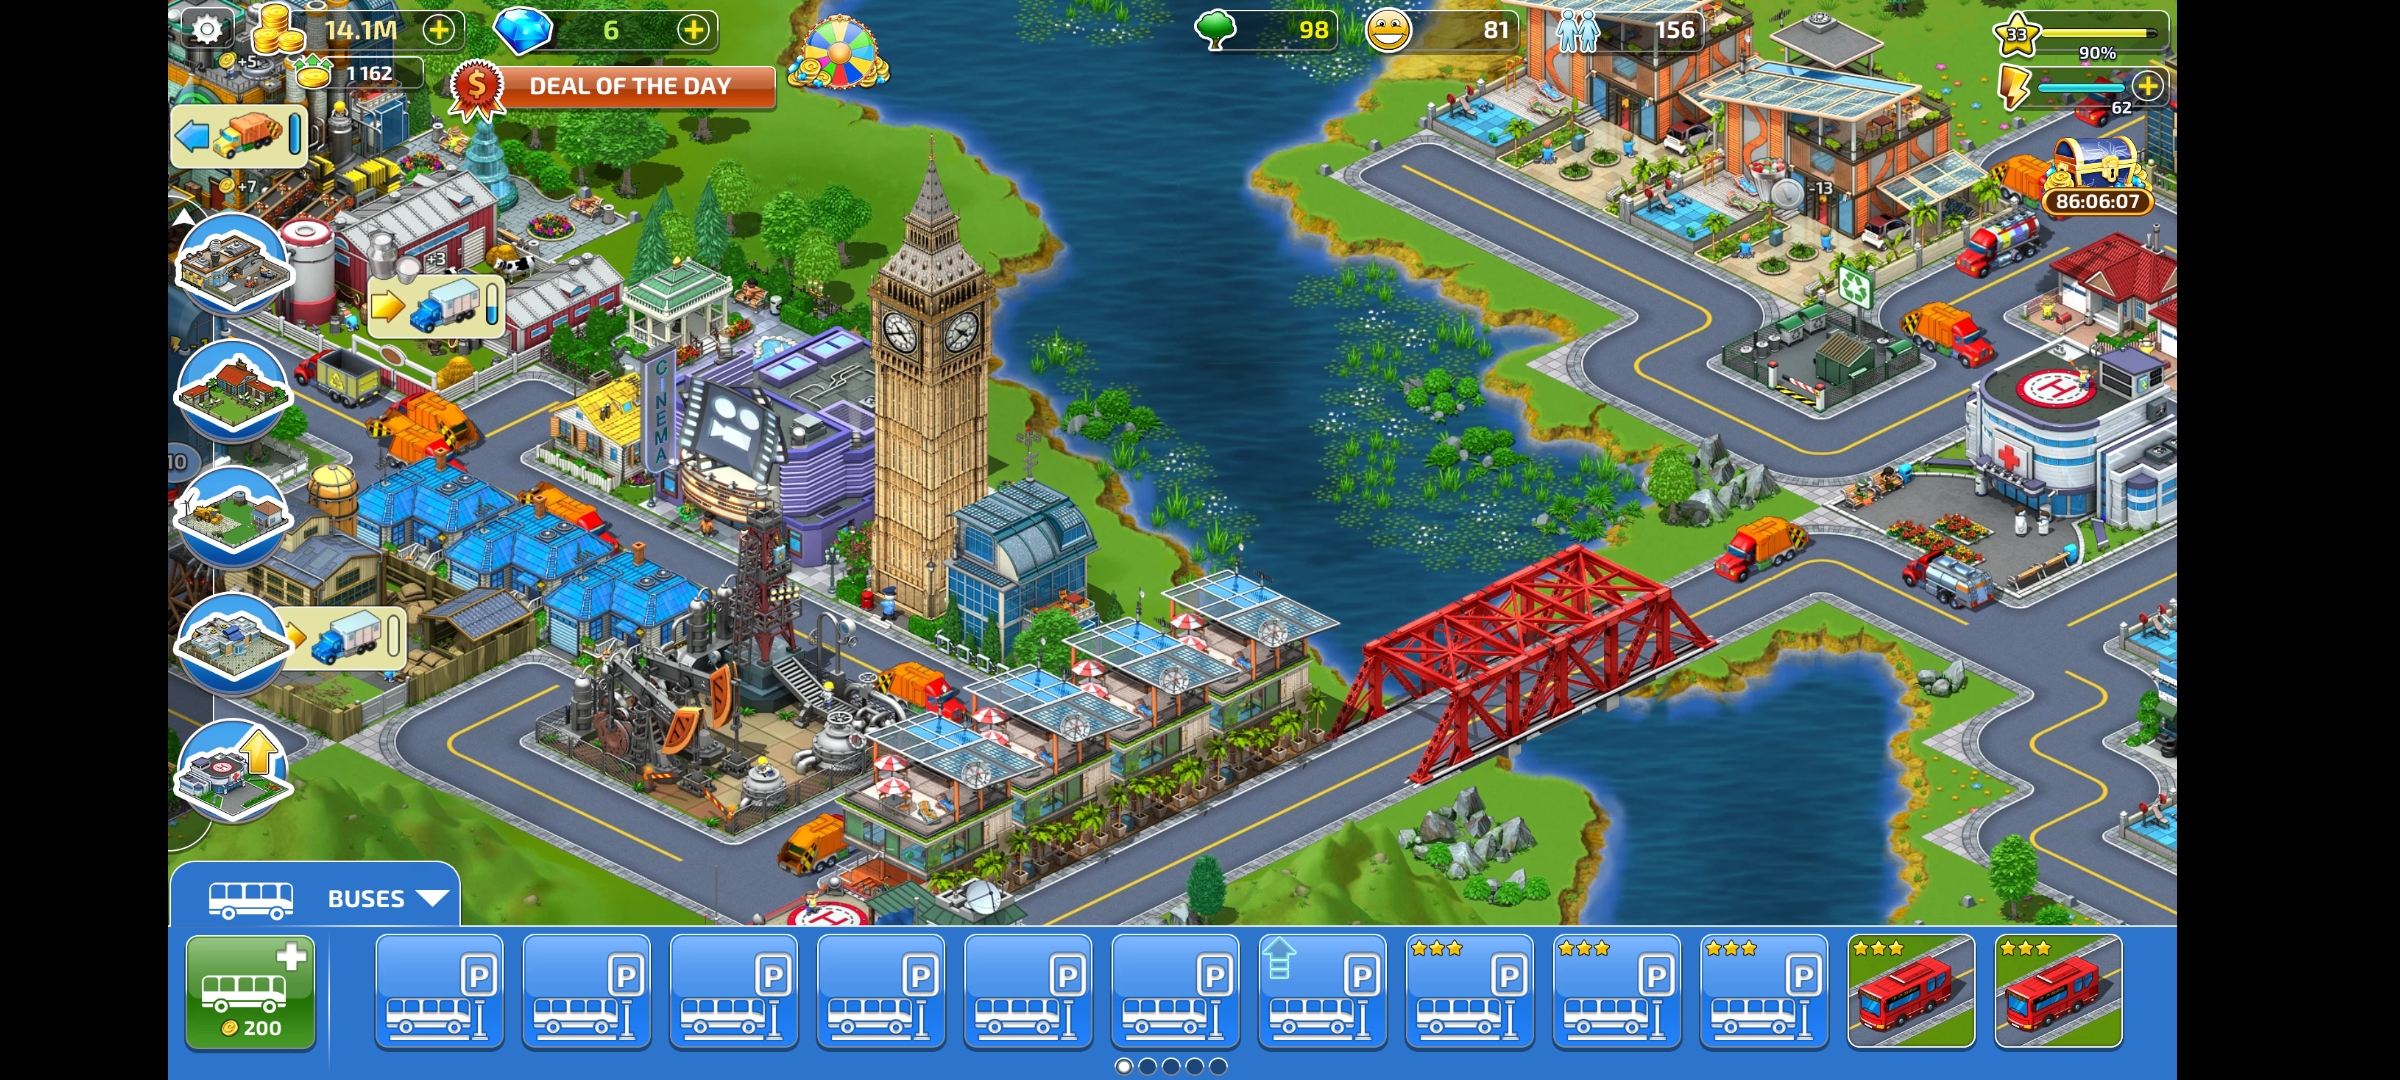 14.1M
6
98
81
156
33
90%
+5
1 162
DEAL OF THE DAY
62
+7
-13
86:06:07
+3
CINEMA
10
H
H
BUSES
200
P
P
P
P
P
P
P
P
P
P